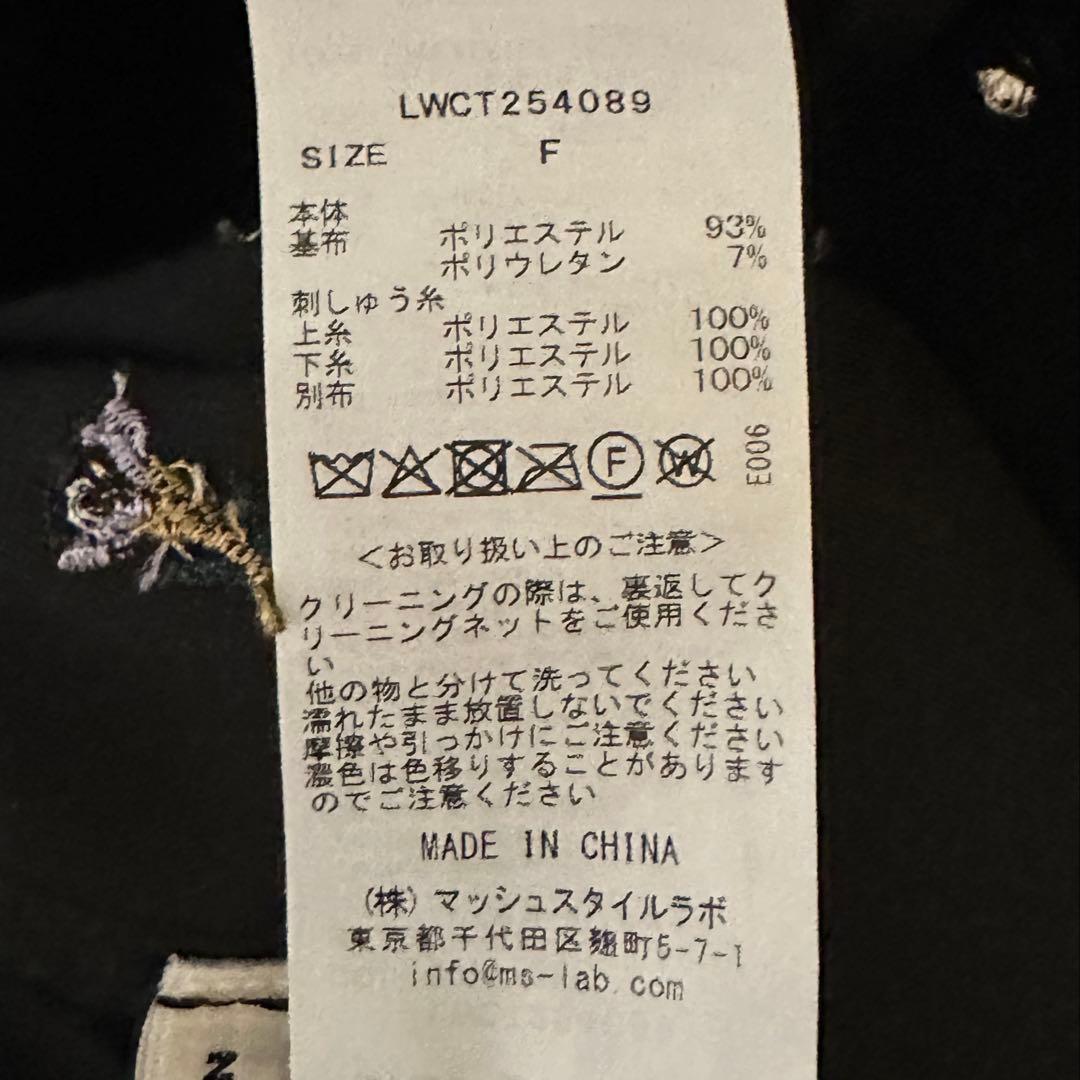 LWCT254089
SIZE F
本体
基布 ポリエステル 93%
ポリウレタン 7%
刺しゅう糸
上糸 ポリエステル 100%
下糸 ポリエステル 100%
別布 ポリエステル 100%
F W E006
<お取り扱い上のご注意>
クリーニングの際は、裏返してク
リーニングネットをご使用くださ
い
他の物と分けて洗ってください
濡れたまま放置しないでください
摩擦や引っかけにご注意ください
濃色は色移りすることがあります
のでご注意ください
MADE IN CHINA
(株)マッシュスタイルラボ
東京都千代田区麹町5-7-1
info@ms-lab.com